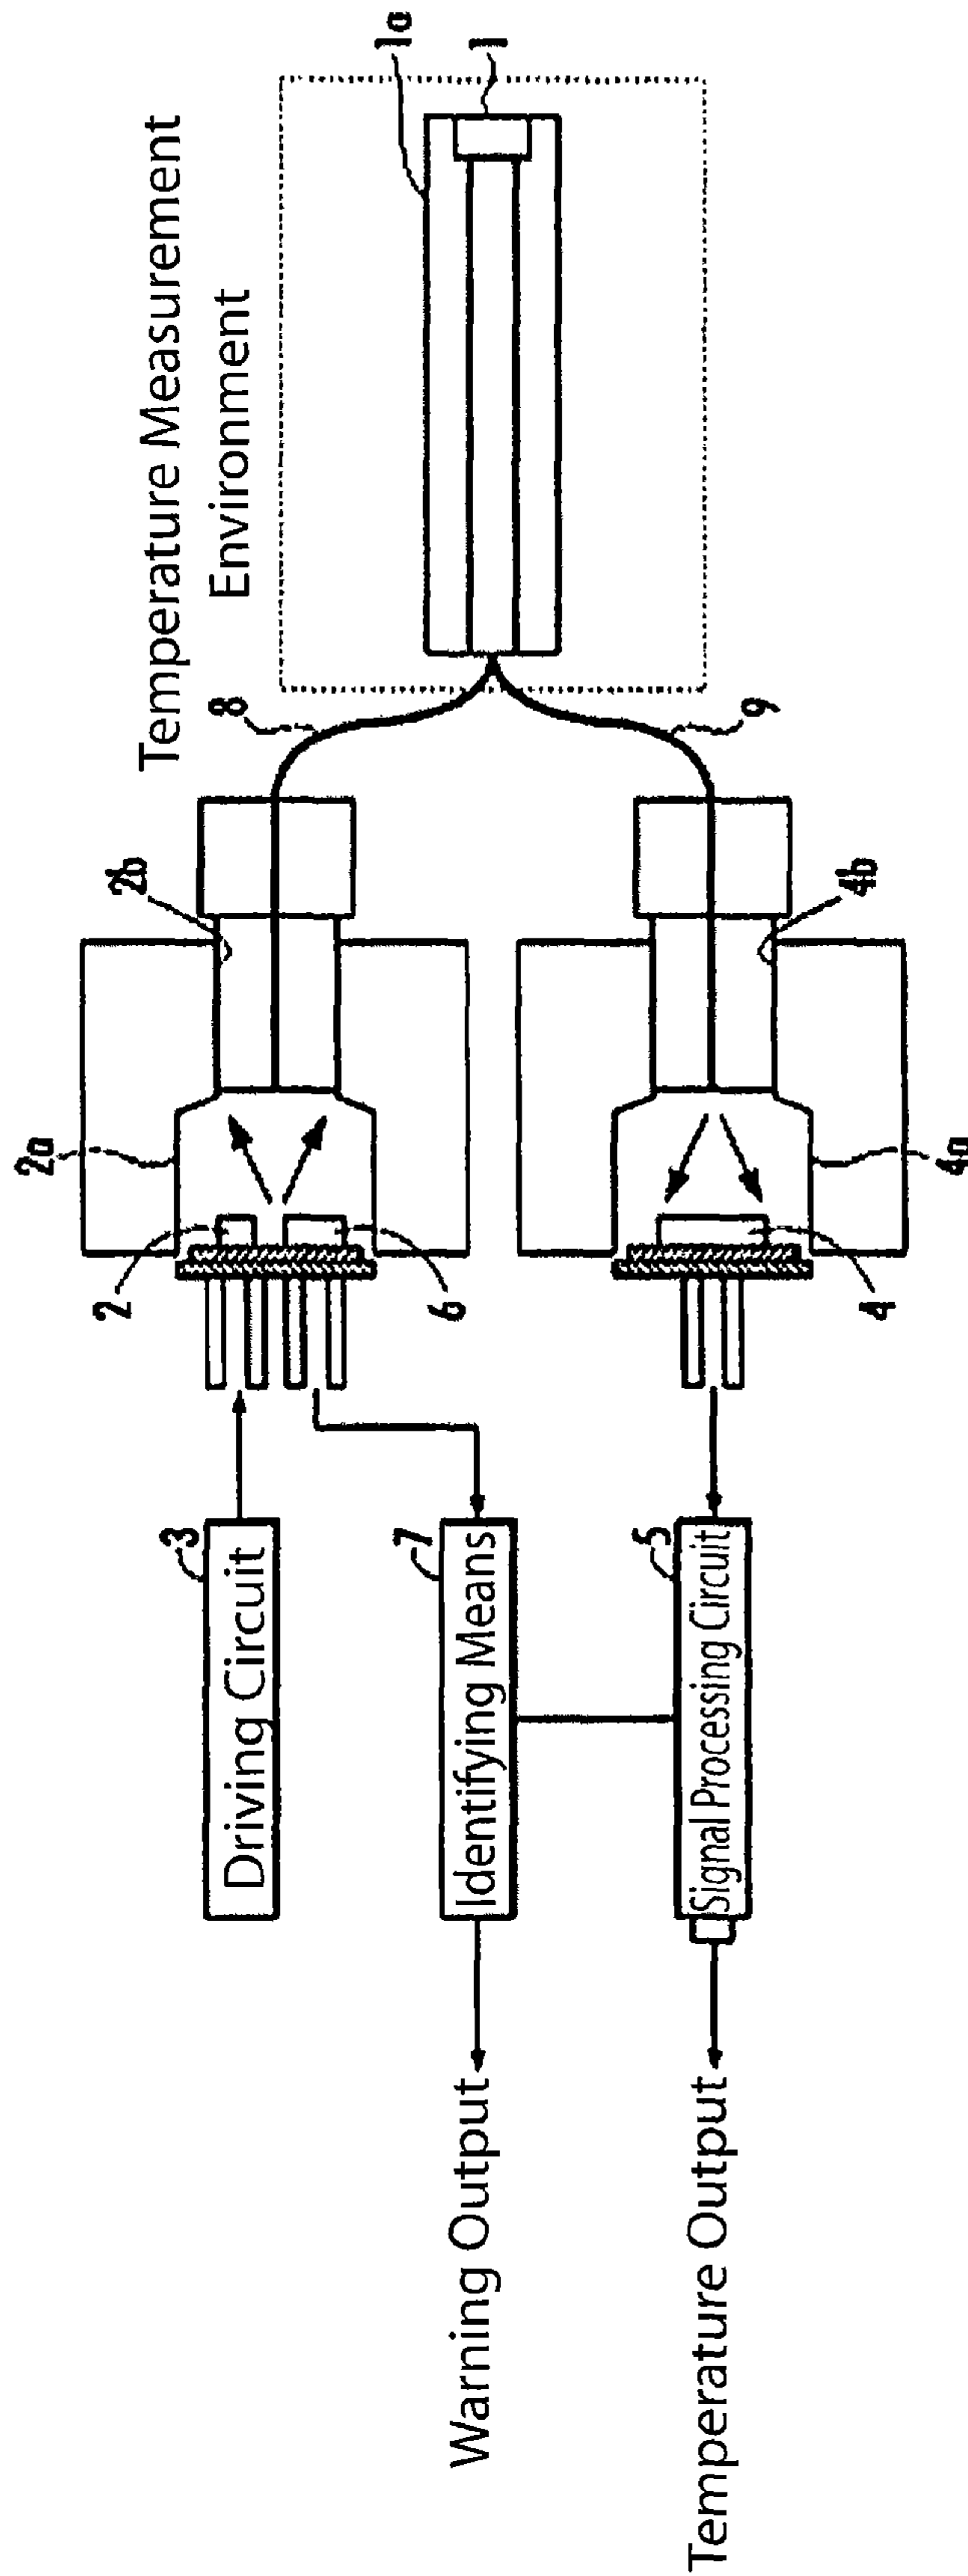 Temperature Measurement
Environment
1a
1
8
9
2b
2a
2
6
4b
4a
4
3
Driving Circuit
7
Identifying Means
5
Signal Processing Circuit
Warning Output
Temperature Output